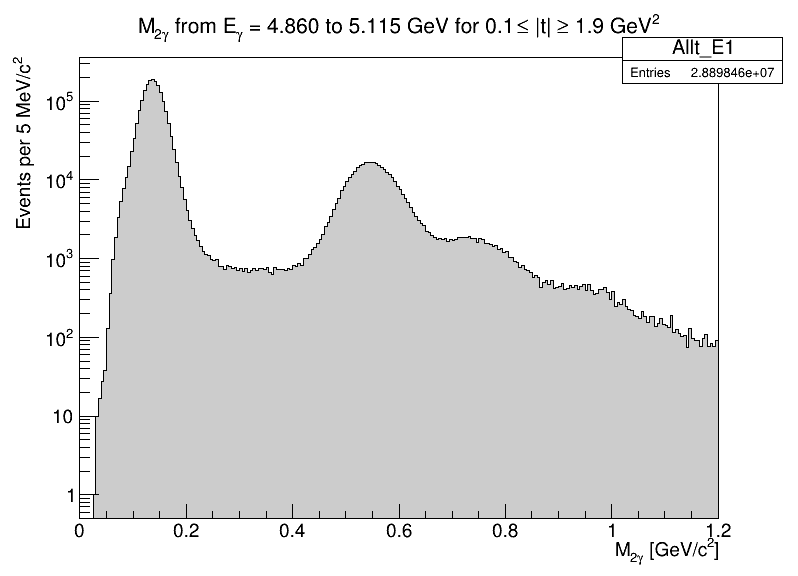 M2γ from Eγ = 4.860 to 5.115 GeV for 0.1≤ |t| ≥ 1.9 GeV²
Allt_E1
Entries 2.889846e+07
Events per 5 MeV/c²
10⁵
10⁴
10³
10²
10
1
0 0.2 0.4 0.6 0.8 1 1.2
M2γ [GeV/c²]